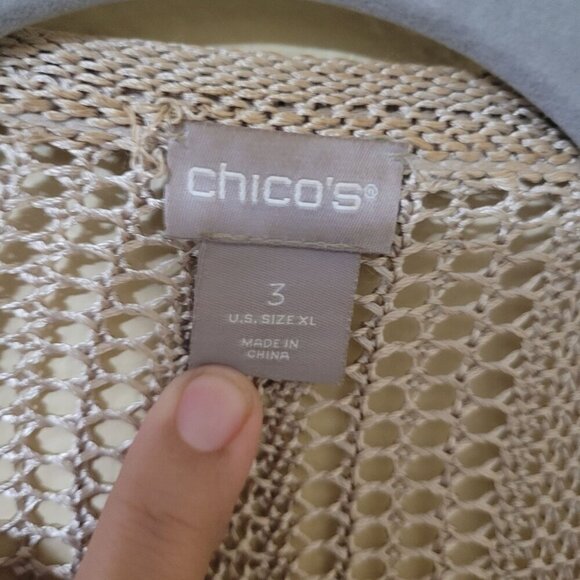 chico's®
3
U.S. SIZE XL
MADE IN
CHINA